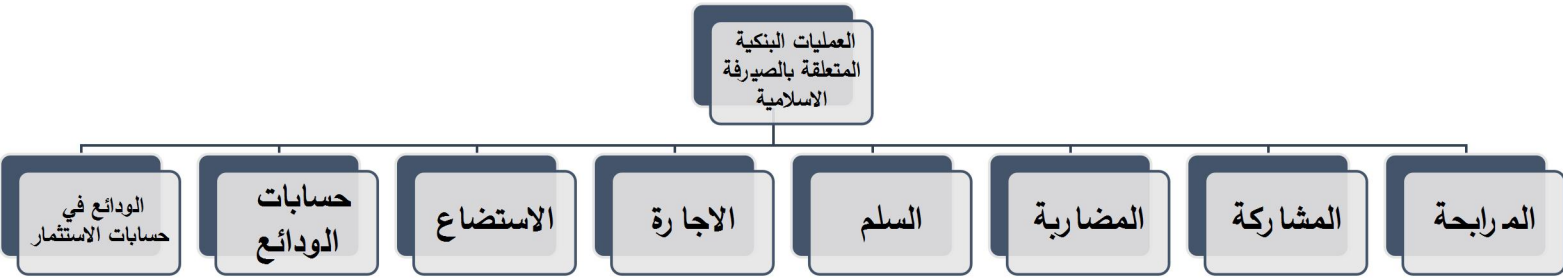 العمليات البنكية
المتعلقة بالصيرفة
الاسلامية
المرابحة
المشاركة
المضاربة
السلم
الاجارة
الاستضاع
حسابات
الودائع
الودائع في
حسابات الاستثمار